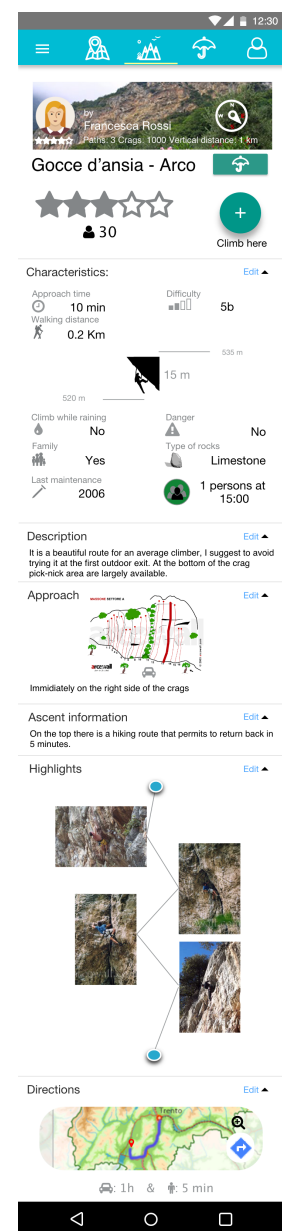 12:30
by
Francesca Rossi
Paths: 3 Crags: 1000 Vertical distance: 1 km
Gocce d'ansia - Arco
30
+
Climb here
Characteristics:
Edit
Approach time
Difficulty
10 min
5b
Walking distance
0.2 Km
535 m
15 m
520 m
Climb while raining
Danger
No
No
Family
Type of rocks
Yes
Limestone
Last maintenance
2006
1 persons at
15:00
Description
Edit
It is a beautiful route for an average climber, I suggest to avoid
trying it at the first outdoor exit. At the bottom of the crag
pick-nick area are largely available.
Approach
Edit
Immidiately on the right side of the crags
Ascent information
Edit
On the top there is a hiking route that permits to return back in
5 minutes.
Highlights
Edit
Directions
Edit
Trento
: 1h & : 5 min